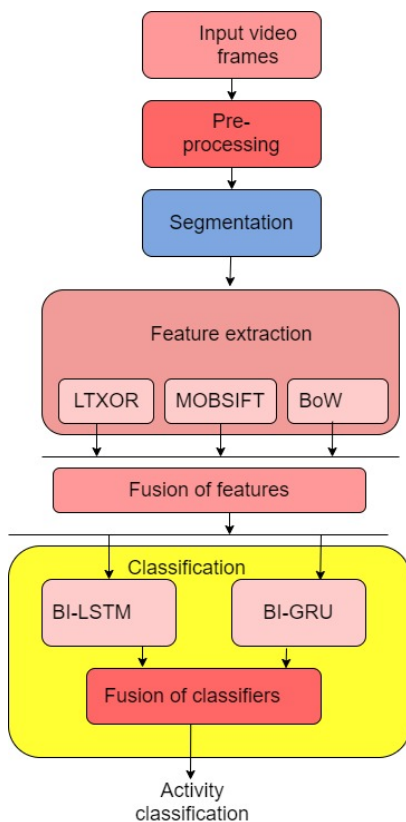 Input video
frames
Pre-
processing
Segmentation
Feature extraction
LTXOR MOBSIFT BoW
Fusion of features
Classification
BI-LSTM BI-GRU
Fusion of classifiers
Activity
classification